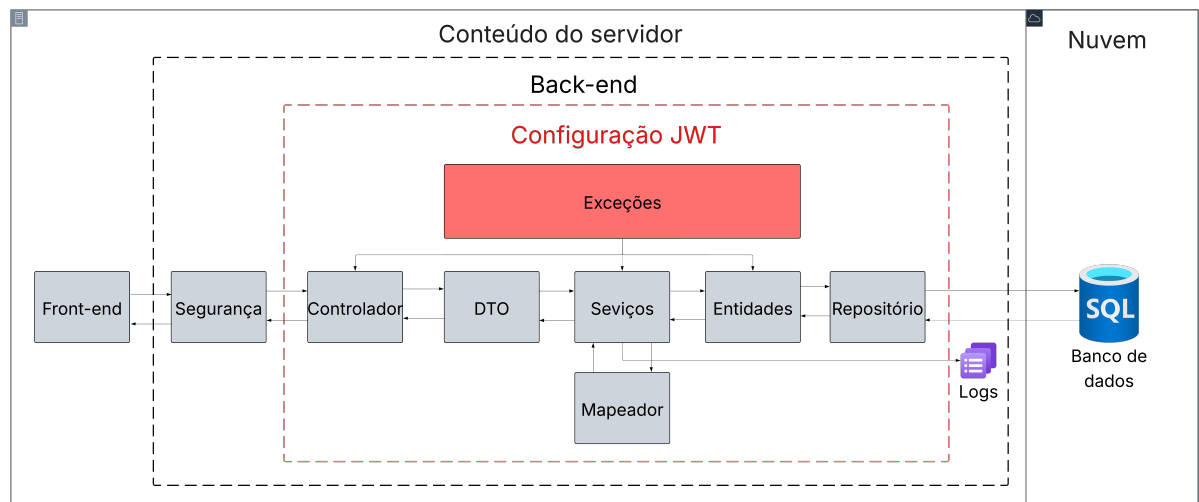 Conteúdo do servidor
Nuvem
Back-end
Configuração JWT
Exceções
Front-end
Segurança
Controlador
DTO
Seviços
Entidades
Repositório
SQL
Banco de
dados
Logs
Mapeador